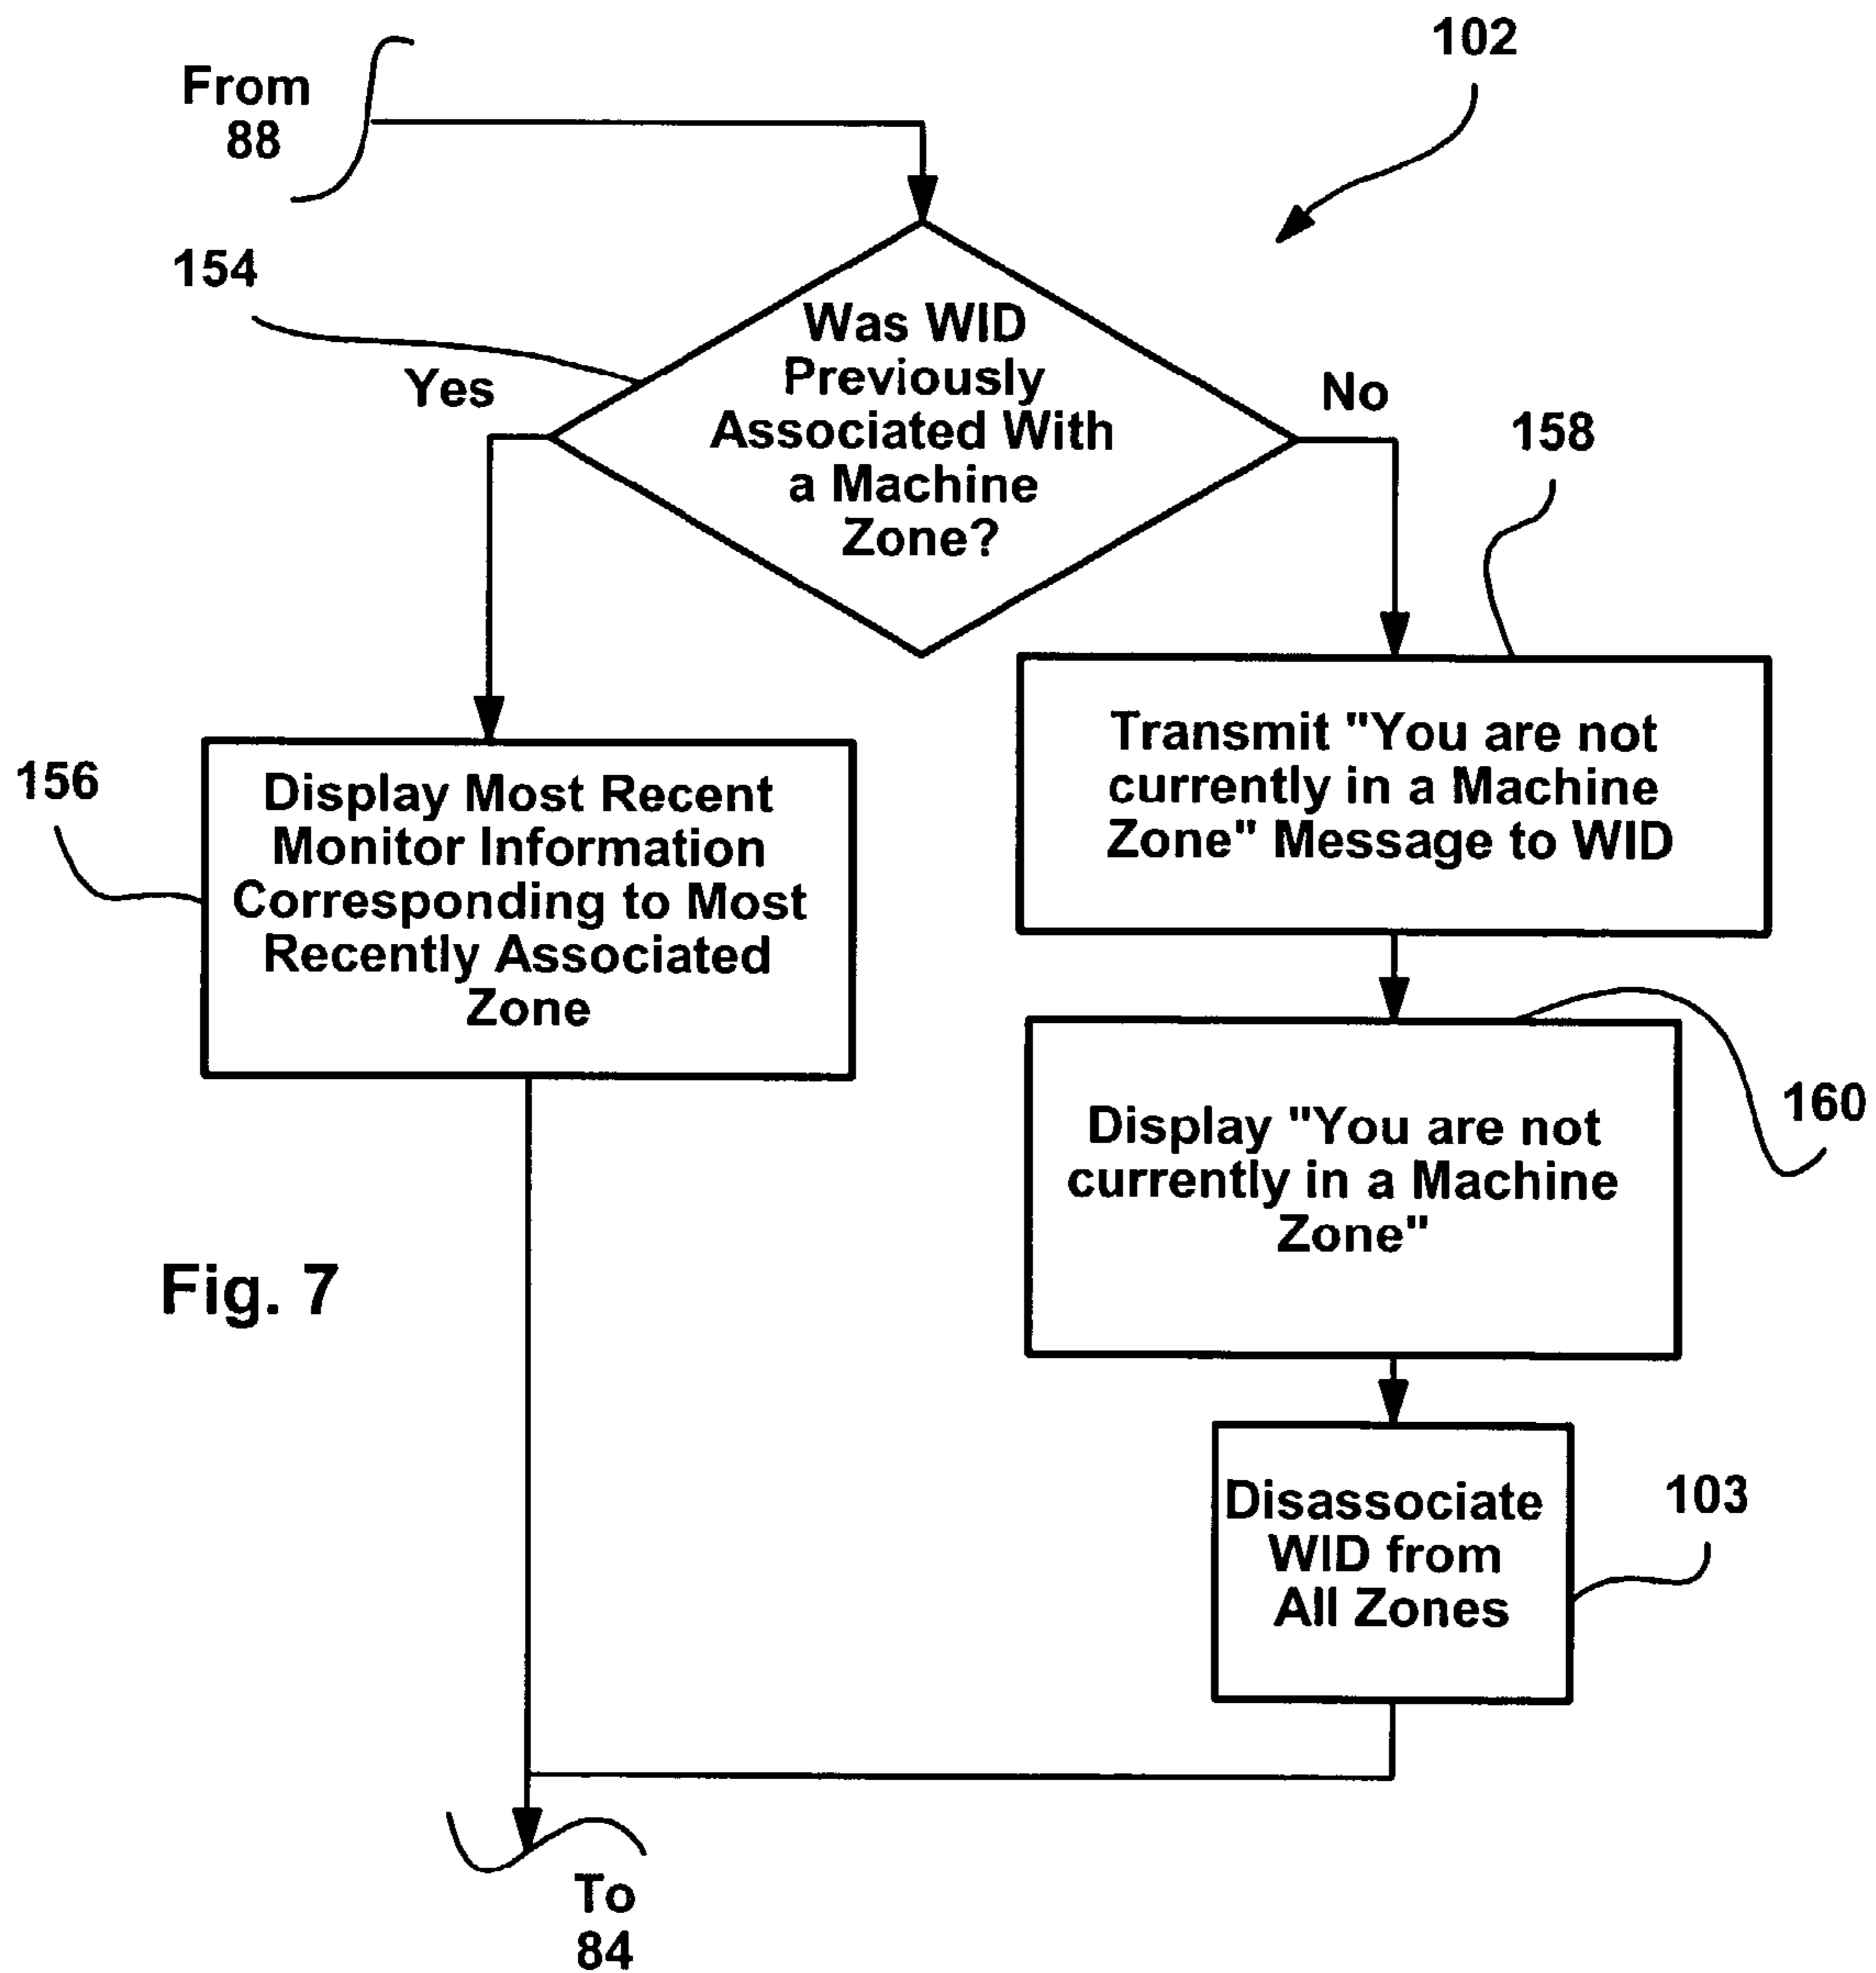 102
From
88
154
Was WID
Previously
Associated With
a Machine
Zone?
Yes
No
158
156
Display Most Recent
Monitor Information
Corresponding to Most
Recently Associated
Zone
Transmit "You are not
currently in a Machine
Zone" Message to WID
160
Display "You are not
currently in a Machine
Zone"
Fig. 7
103
Disassociate
WID from
All Zones
To
84